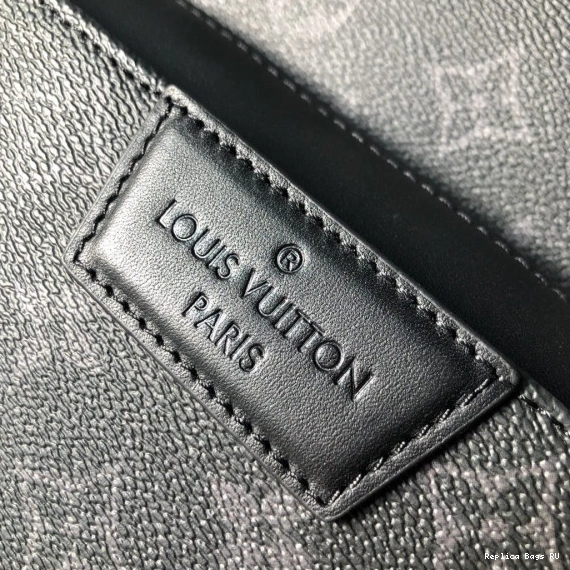 ®
LOUIS VUITTON
PARIS
Replica Bags RU